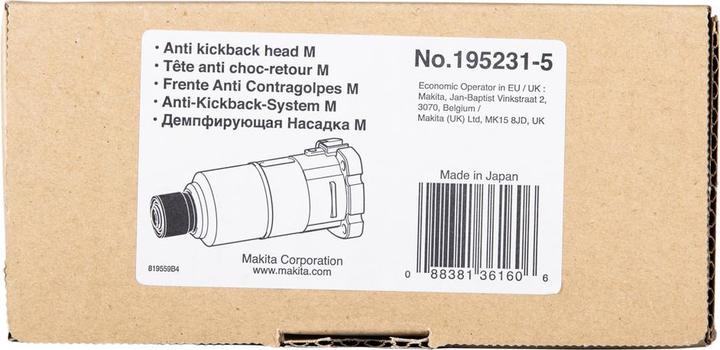 • Anti kickback head M
• Tête anti choc-retour M
• Frente Anti Contragolpes M
• Anti-Kickback-System M
• Демпфирующая Насадка M
No.195231-5
Economic Operator in EU / UK :
Makita, Jan-Baptist Vinkstraat 2,
3070, Belgium /
Makita (UK) Ltd, MK15 8JD, UK
Made in Japan
0 88381 36160 6
Makita Corporation
www.makita.com
819559B4